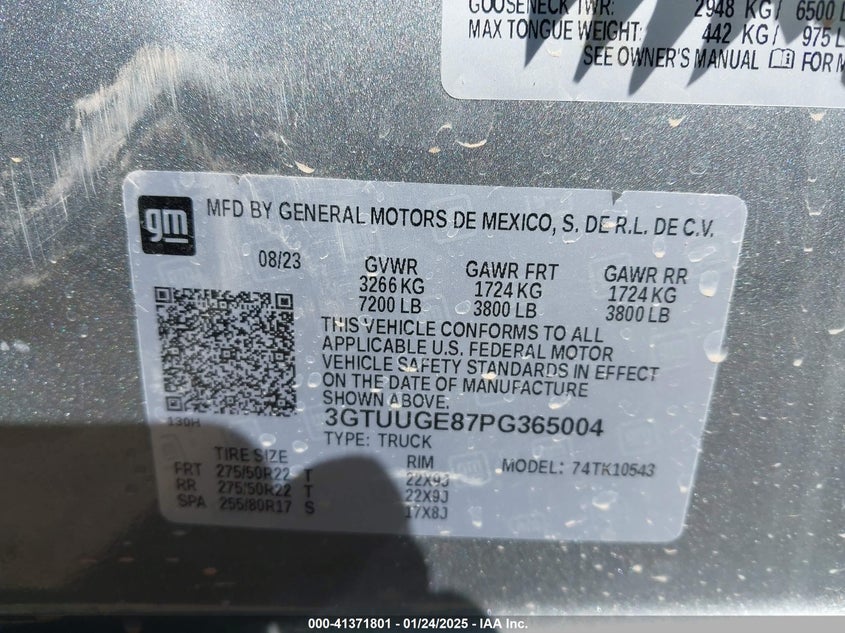 GOOSENECK TWR: 2948 KG/ 6500 L
MAX TONGUE WEIGHT: 442 KG/ 975 L
SEE OWNER'S MANUAL FOR M
gm
MFD BY GENERAL MOTORS DE MEXICO, S. DE R.L. DE C.V.
08/23 GVWR GAWR FRT GAWR RR
3266 KG 1724 KG 1724 KG
7200 LB 3800 LB 3800 LB
THIS VEHICLE CONFORMS TO ALL
APPLICABLE U.S. FEDERAL MOTOR
VEHICLE SAFETY STANDARDS IN EFFECT
ON THE DATE OF MANUFACTURE
SHOWN ABOVE.
130H
3GTUUGE87PG365004
TYPE: TRUCK
TIRE SIZE RIM MODEL: 74TK10543
FRT 275/50R22 T 22X9J
RR 275/50R22 T 22X9J
SPA 255/80R17 S 17X8J
000-41371801 - 01/24/2025 - IAA Inc.